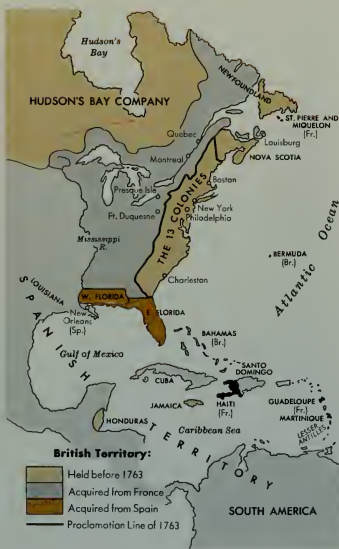 Hudson's
Bay
HUDSON'S BAY COMPANY
NEWFOUNDLAND
ST. PIERRE AND
MIQUELON
(Fr.)
Quebec
Louisburg
Montreal
NOVA SCOTIA
Boston
Presque Isle
New York
Ft. Duquesne
Philadelphia
THE 13 COLONIES
Mississippi
R.
BERMUDA
(Br.)
Atlantic Ocean
Charleston
LOUISIANA
W. FLORIDA
E. FLORIDA
New
Orleans
(Sp.)
BAHAMAS
(Br.)
Gulf of Mexico
SPANISH TERRITORY
CUBA
SANTO
DOMINGO
JAMAICA
HAITI
(Fr.)
GUADELOUPE
(Fr.)
MARTINIQUE
LESSER
ANTILLES
HONDURAS
Caribbean Sea
British Territory:
Held before 1763
Acquired from France
Acquired from Spain
Proclamation Line of 1763
SOUTH AMERICA